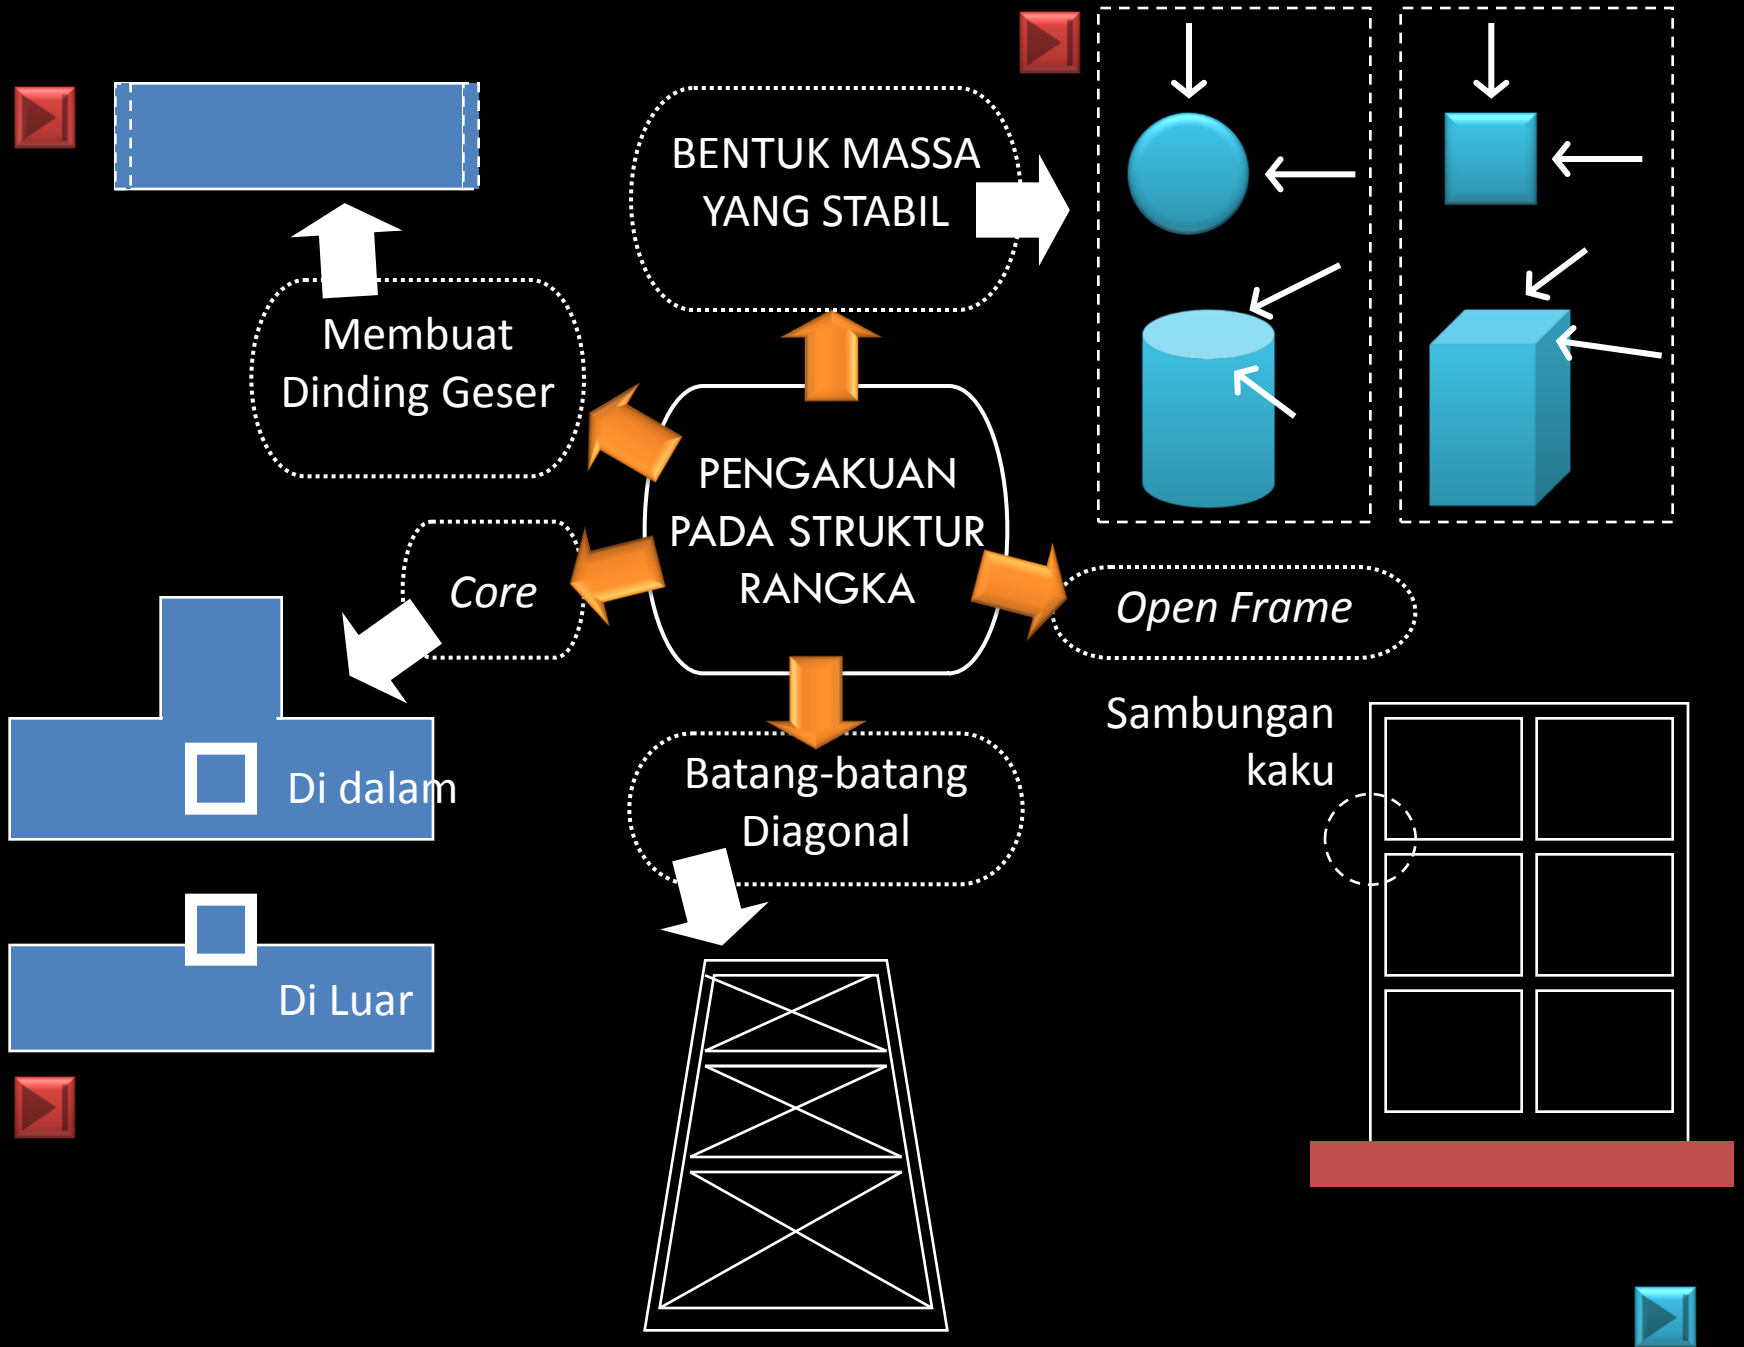 BENTUK MASSA
YANG STABIL
Membuat
Dinding Geser
PENGAKUAN
PADA STRUKTUR
RANGKA
Core
Open Frame
Sambungan
kaku
Batang-batang
Diagonal
Di dalam
Di Luar